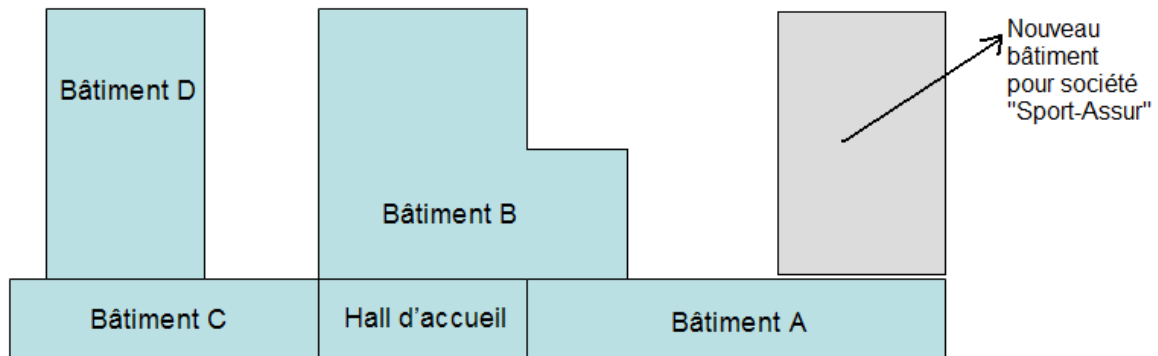 Bâtiment D
Nouveau
bâtiment
pour société
"Sport-Assur"
Bâtiment B
Bâtiment C
Hall d'accueil
Bâtiment A